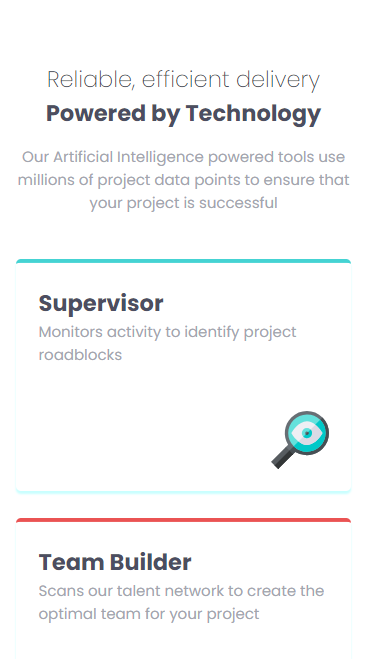 Reliable, efficient delivery
Powered by Technology
Our Artificial Intelligence powered tools use
millions of project data points to ensure that
your project is successful
Supervisor
Monitors activity to identify project
roadblocks
Team Builder
Scans our talent network to create the
optimal team for your project